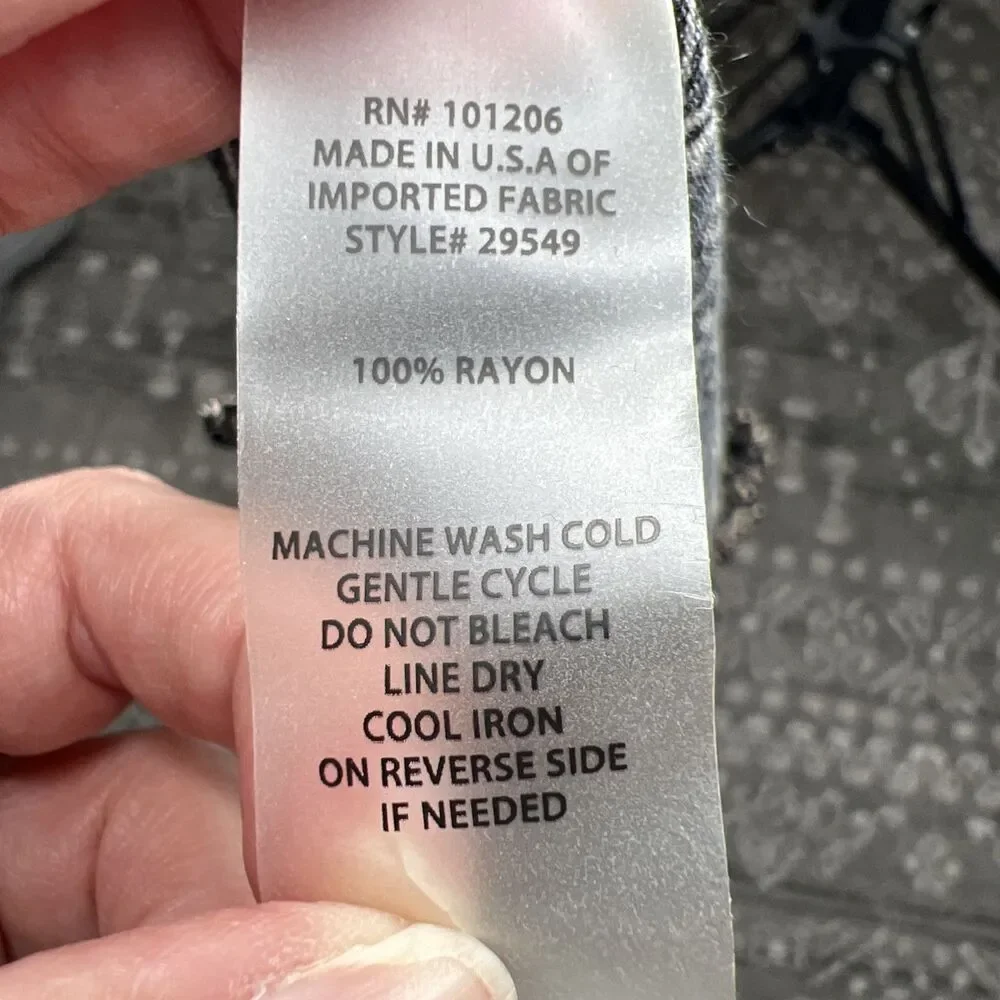 RN# 101206
MADE IN U.S.A OF
IMPORTED FABRIC
STYLE# 29549
100% RAYON
MACHINE WASH COLD
GENTLE CYCLE
DO NOT BLEACH
LINE DRY
COOL IRON
ON REVERSE SIDE
IF NEEDED